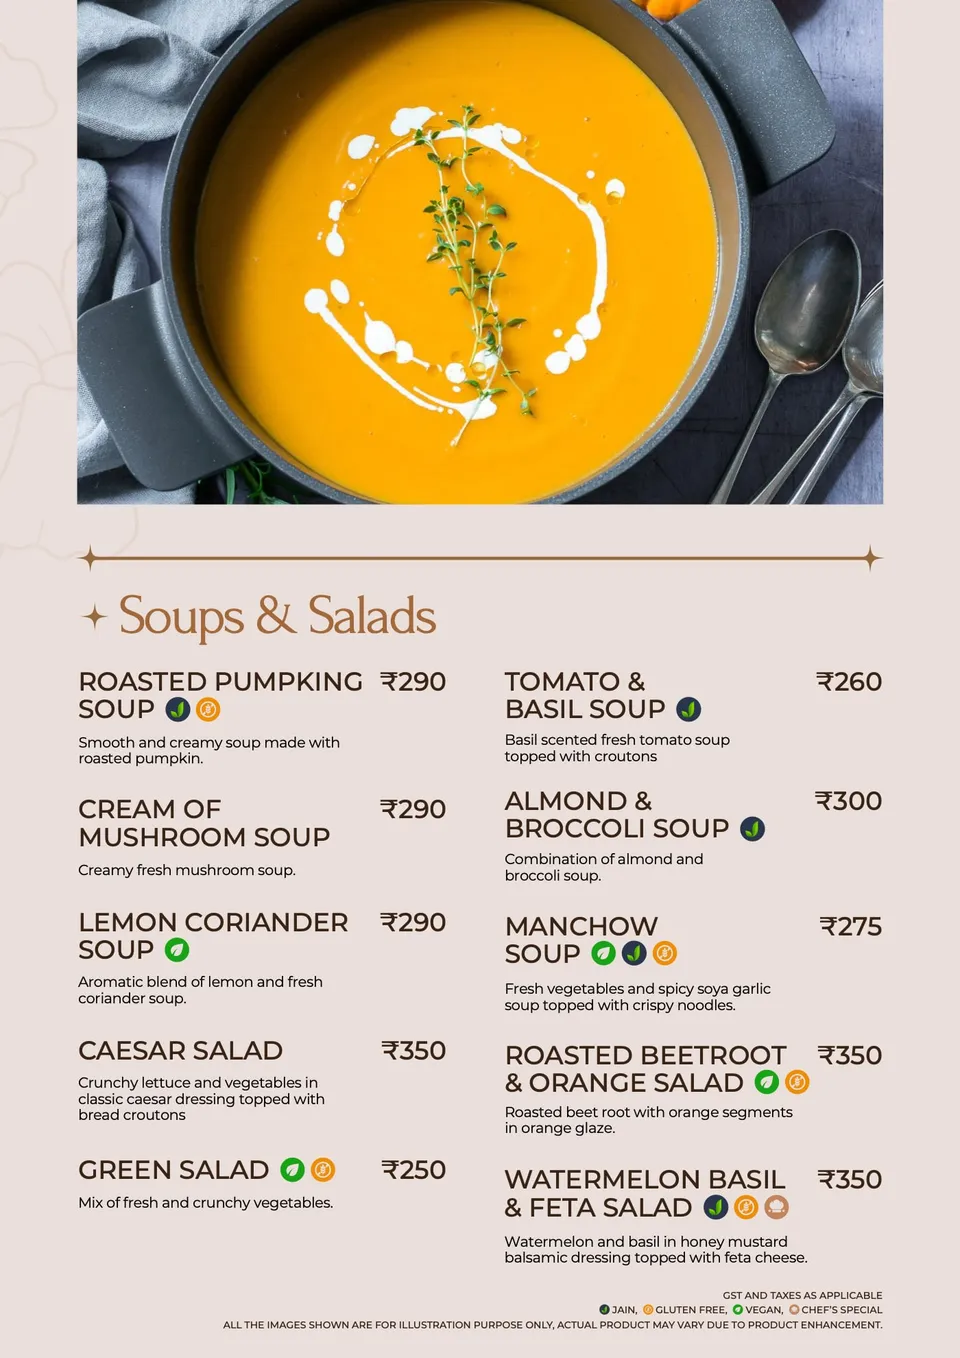 Soups & Salads
ROASTED PUMPKING ₹290
SOUP
Smooth and creamy soup made with
roasted pumpkin.
CREAM OF ₹290
MUSHROOM SOUP
Creamy fresh mushroom soup.
LEMON CORIANDER ₹290
SOUP
Aromatic blend of lemon and fresh
coriander soup.
CAESAR SALAD ₹350
Crunchy lettuce and vegetables in
classic caesar dressing topped with
bread croutons
GREEN SALAD ₹250
Mix of fresh and crunchy vegetables.
TOMATO & ₹260
BASIL SOUP
Basil scented fresh tomato soup
topped with croutons
ALMOND & ₹300
BROCCOLI SOUP
Combination of almond and
broccoli soup.
MANCHOW ₹275
SOUP
Fresh vegetables and spicy soya garlic
soup topped with crispy noodles.
ROASTED BEETROOT ₹350
& ORANGE SALAD
Roasted beet root with orange segments
in orange glaze.
WATERMELON BASIL ₹350
& FETA SALAD
Watermelon and basil in honey mustard
balsamic dressing topped with feta cheese.
GST AND TAXES AS APPLICABLE
JAIN, GLUTEN FREE, VEGAN, CHEF'S SPECIAL
ALL THE IMAGES SHOWN ARE FOR ILLUSTRATION PURPOSE ONLY, ACTUAL PRODUCT MAY VARY DUE TO PRODUCT ENHANCEMENT.